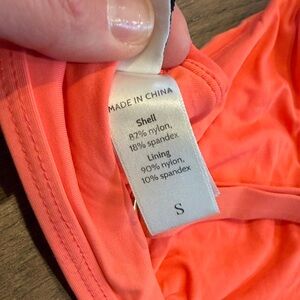 MADE IN CHINA
Shell
82% nylon,
18% spandex
Lining
90% nylon,
10% spandex
S